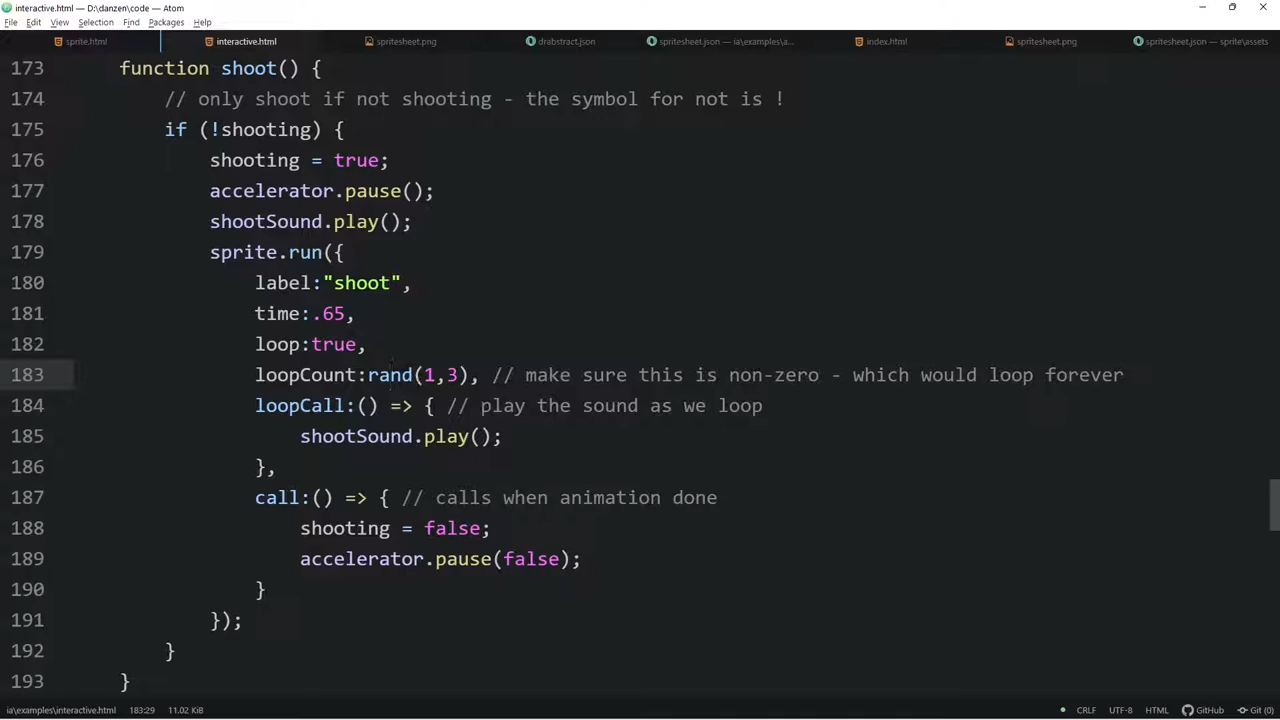 interactive.html — D:\danzen\code — Atom
File Edit View Selection Find Packages Help
sprite.html interactive.html spritesheet.png drabstract.json spritesheet.json — ia\examples\a... index.html spritesheet.png spritesheet.json — sprite\assets
173 function shoot() {
174 // only shoot if not shooting - the symbol for not is !
175 if (!shooting) {
176 shooting = true;
177 accelerator.pause();
178 shootSound.play();
179 sprite.run({
180 label:"shoot",
181 time:.65,
182 loop:true,
183 loopCount:rand(1,3), // make sure this is non-zero - which would loop forever
184 loopCall:() => { // play the sound as we loop
185 shootSound.play();
186 },
187 call:() => { // calls when animation done
188 shooting = false;
189 accelerator.pause(false);
190 }
191 });
192 }
193 }
ia\examples\interactive.html 183:29 11.02 KiB CRLF UTF-8 HTML GitHub Git (0)